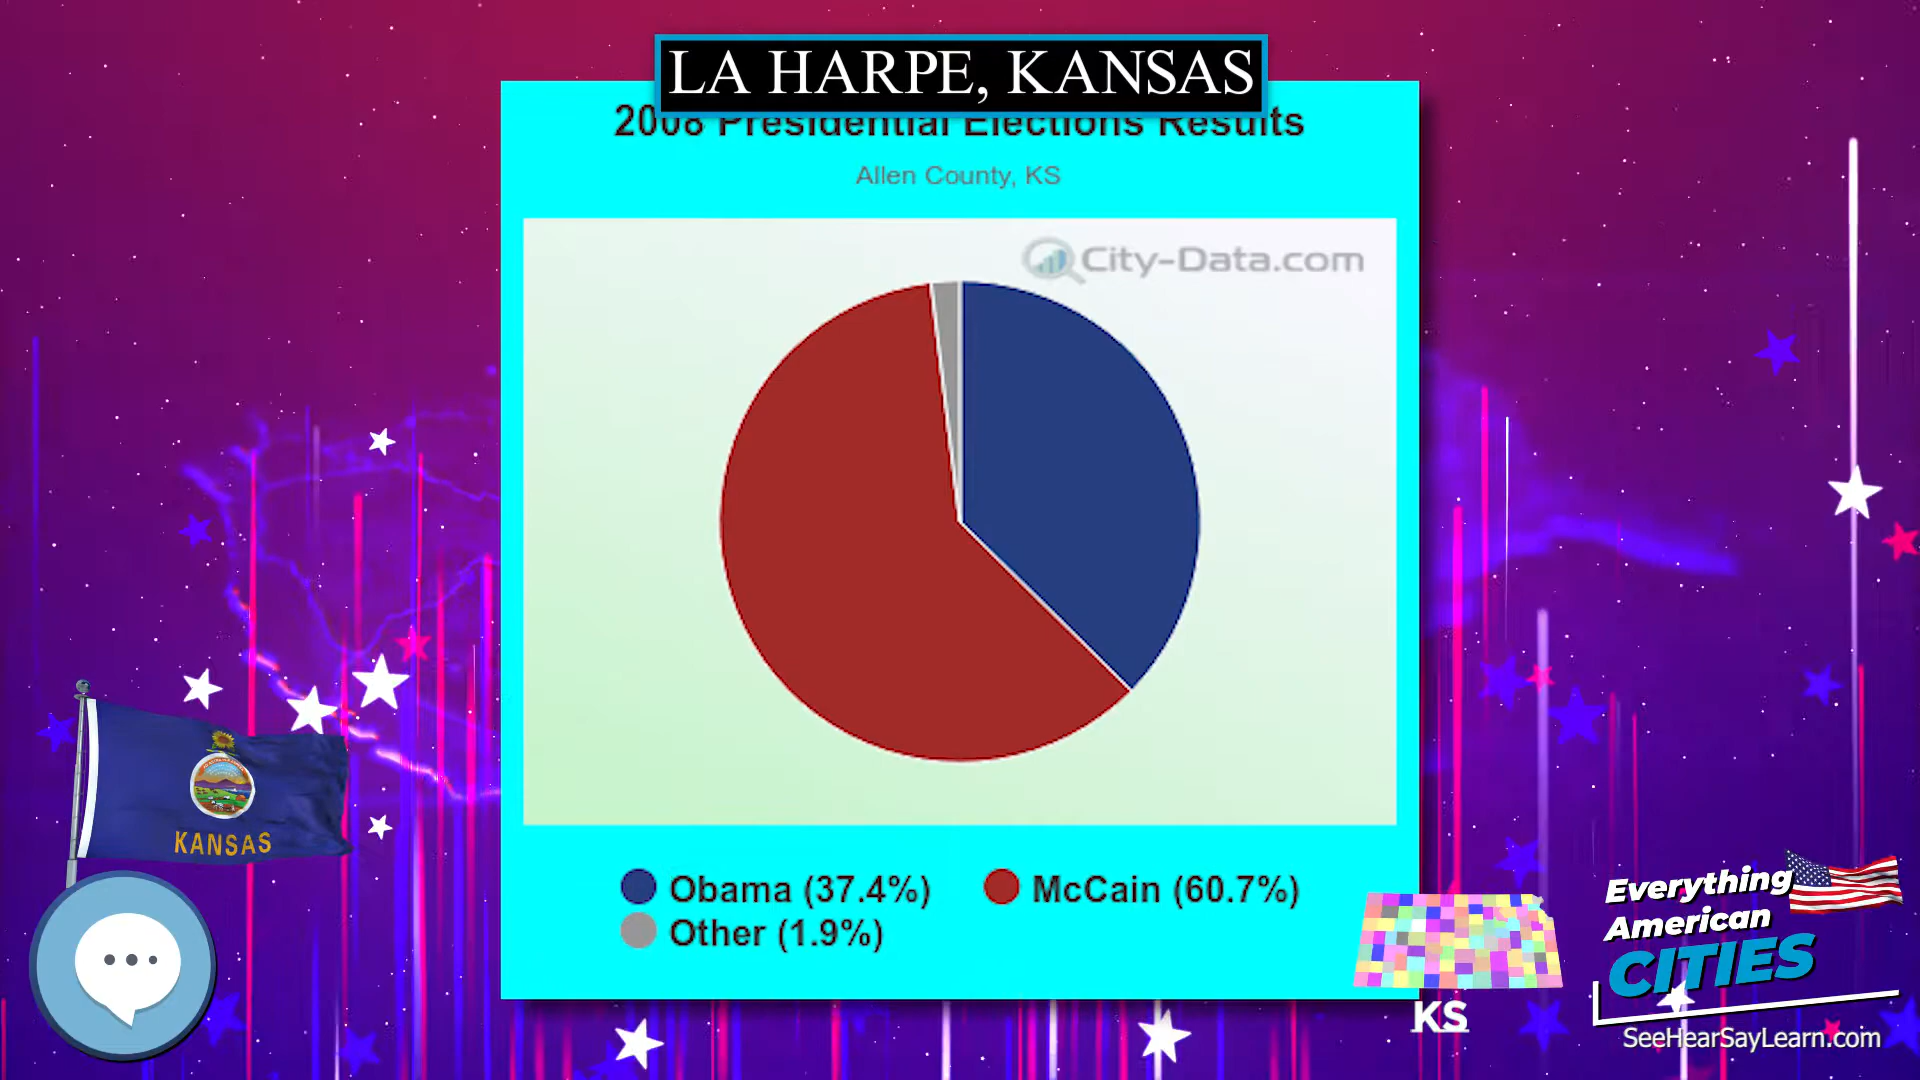 LA HARPE, KANSAS
2008 Presidential Elections Results
Allen County, KS
City-Data.com
Obama (37.4%) McCain (60.7%)
Other (1.9%)
KANSAS
KS
Everything
American
CITIES
SeeHearSayLearn.com